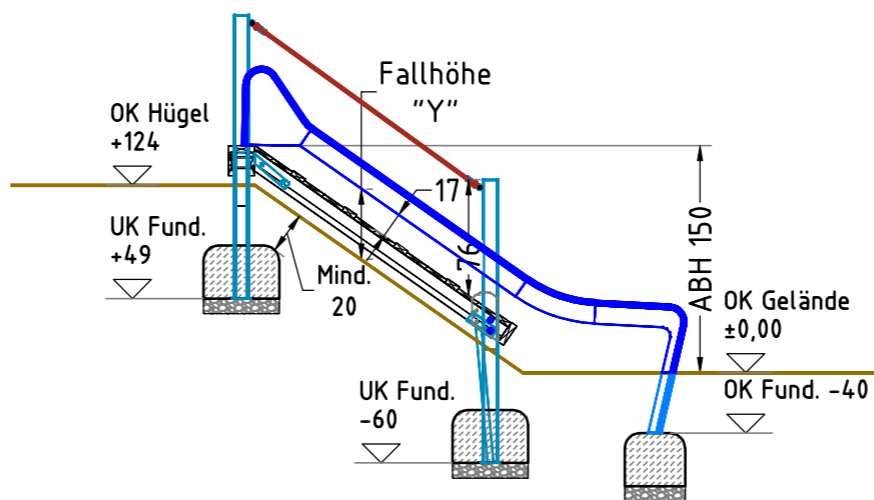 Fallhöhe
"Y"
OK Hügel
+124
17
UK Fund.
+49
76
ABH 150
Mind.
20
OK Gelände
±0,00
UK Fund.
-60
OK Fund. -40